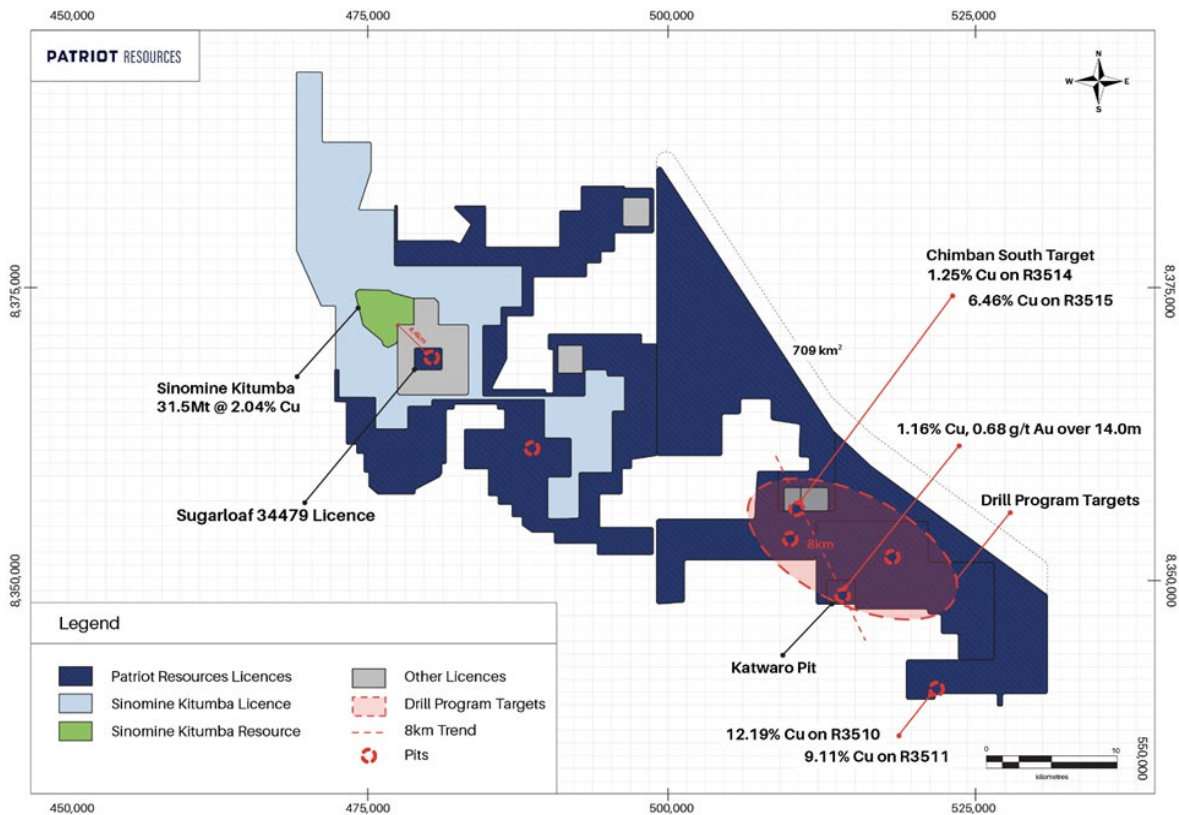 450,000
475,000
500,000
525,000
PATRIOT RESOURCES
N
W E
S
8,375,000
8,375,000
Chimban South Target
1.25% Cu on R3514
6.46% Cu on R3515
709 km²
4.4km
Sinomine Kitumba
31.5Mt @ 2.04% Cu
1.16% Cu, 0.68 g/t Au over 14.0m
Sugarloaf 34479 Licence
Drill Program Targets
8km
8,350,000
8,350,000
Katwaro Pit
Legend
Patriot Resources Licences
Sinomine Kitumba Licence
Sinomine Kitumba Resource
Other Licences
Drill Program Targets
8km Trend
Pits
12.19% Cu on R3510
9.11% Cu on R3511
0 10
kilometres
550,000
450,000
475,000
500,000
525,000